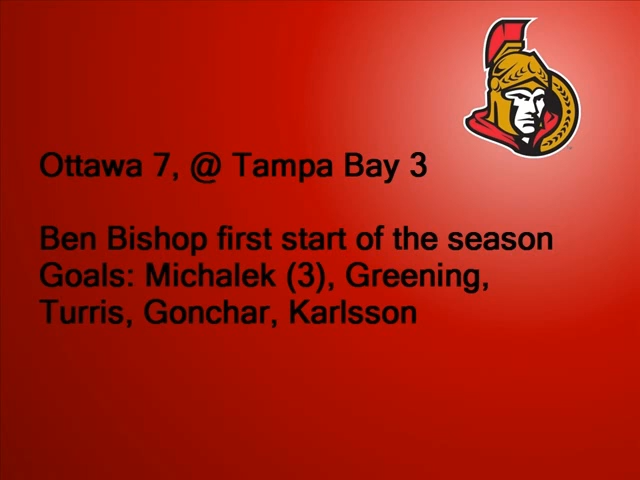 Ottawa 7, @ Tampa Bay 3
Ben Bishop first start of the season
Goals: Michalek (3), Greening,
Turris, Gonchar, Karlsson